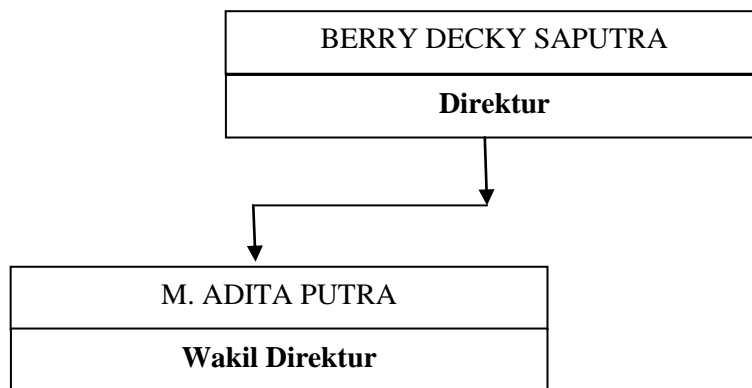 BERRY DECKY SAPUTRA
Direktur
M. ADITA PUTRA
Wakil Direktur